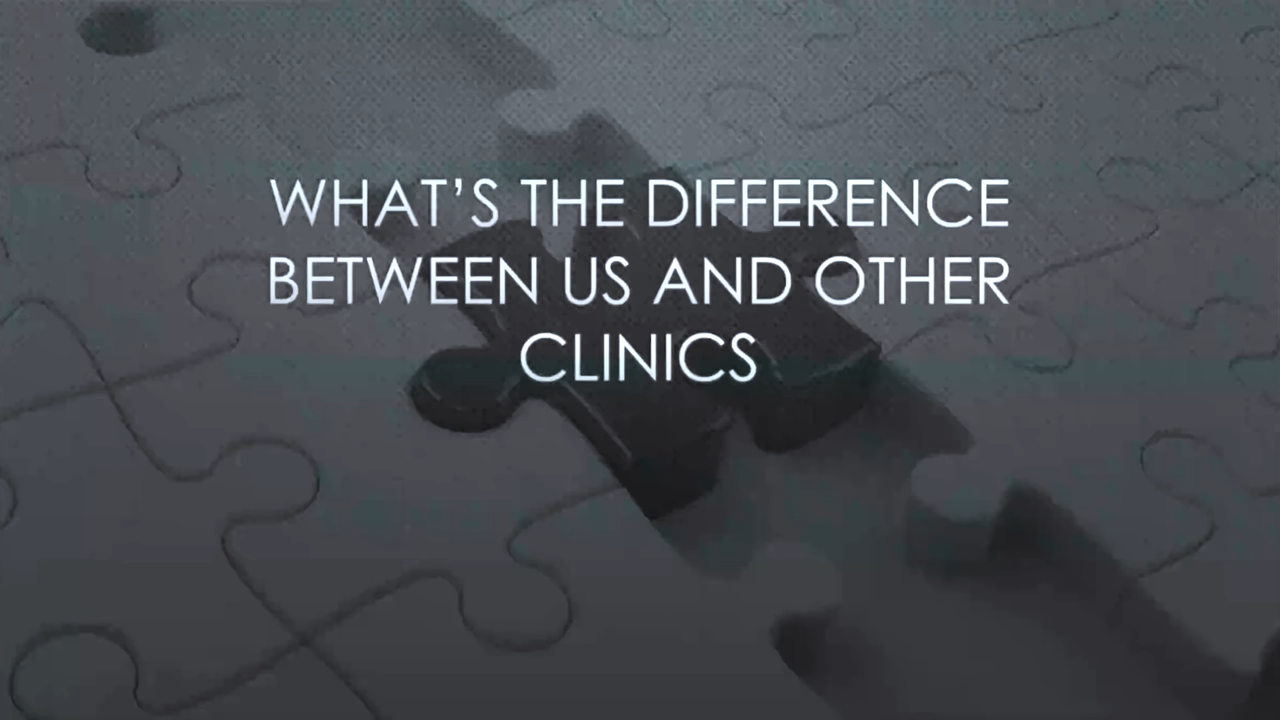 WHAT’S THE DIFFERENCE
BETWEEN US AND OTHER
CLINICS